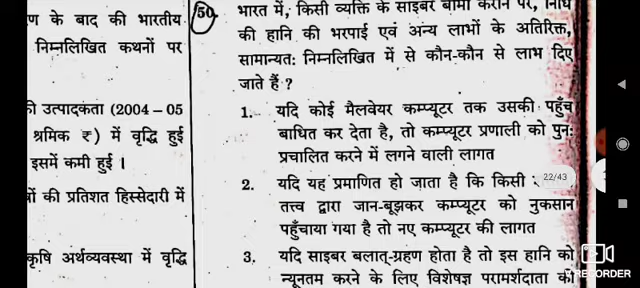 ण के बाद की भारतीय
निम्नलिखित कथनों पर
की उत्पादकता (2004 – 05
श्रमिक ₹) में वृद्धि हुई
इसमें कमी हुई ।
की प्रतिशत हिस्सेदारी में
कृषि अर्थव्यवस्था में वृद्धि
50
भारत में, किसी व्यक्ति के साइबर बीमा कराने पर, निधि
की हानि की भरपाई एवं अन्य लाभों के अतिरिक्त,
सामान्यतः निम्नलिखित में से कौन-कौन से लाभ दिए
जाते हैं ?
1. यदि कोई मैलवेयर कम्प्यूटर तक उसकी पहुँच
बाधित कर देता है, तो कम्प्यूटर प्रणाली को पुनः
प्रचालित करने में लगने वाली लागत
22/43
2. यदि यह प्रमाणित हो जाता है कि किसी
तत्त्व द्वारा जान-बूझकर कम्प्यूटर को नुकसान
पहुँचाया गया है तो नए कम्प्यूटर की लागत
3. यदि साइबर बलात्-ग्रहण होता है तो इस हानि को
न्यूनतम करने के लिए विशेषज्ञ परामर्शदाता की
RECORDER